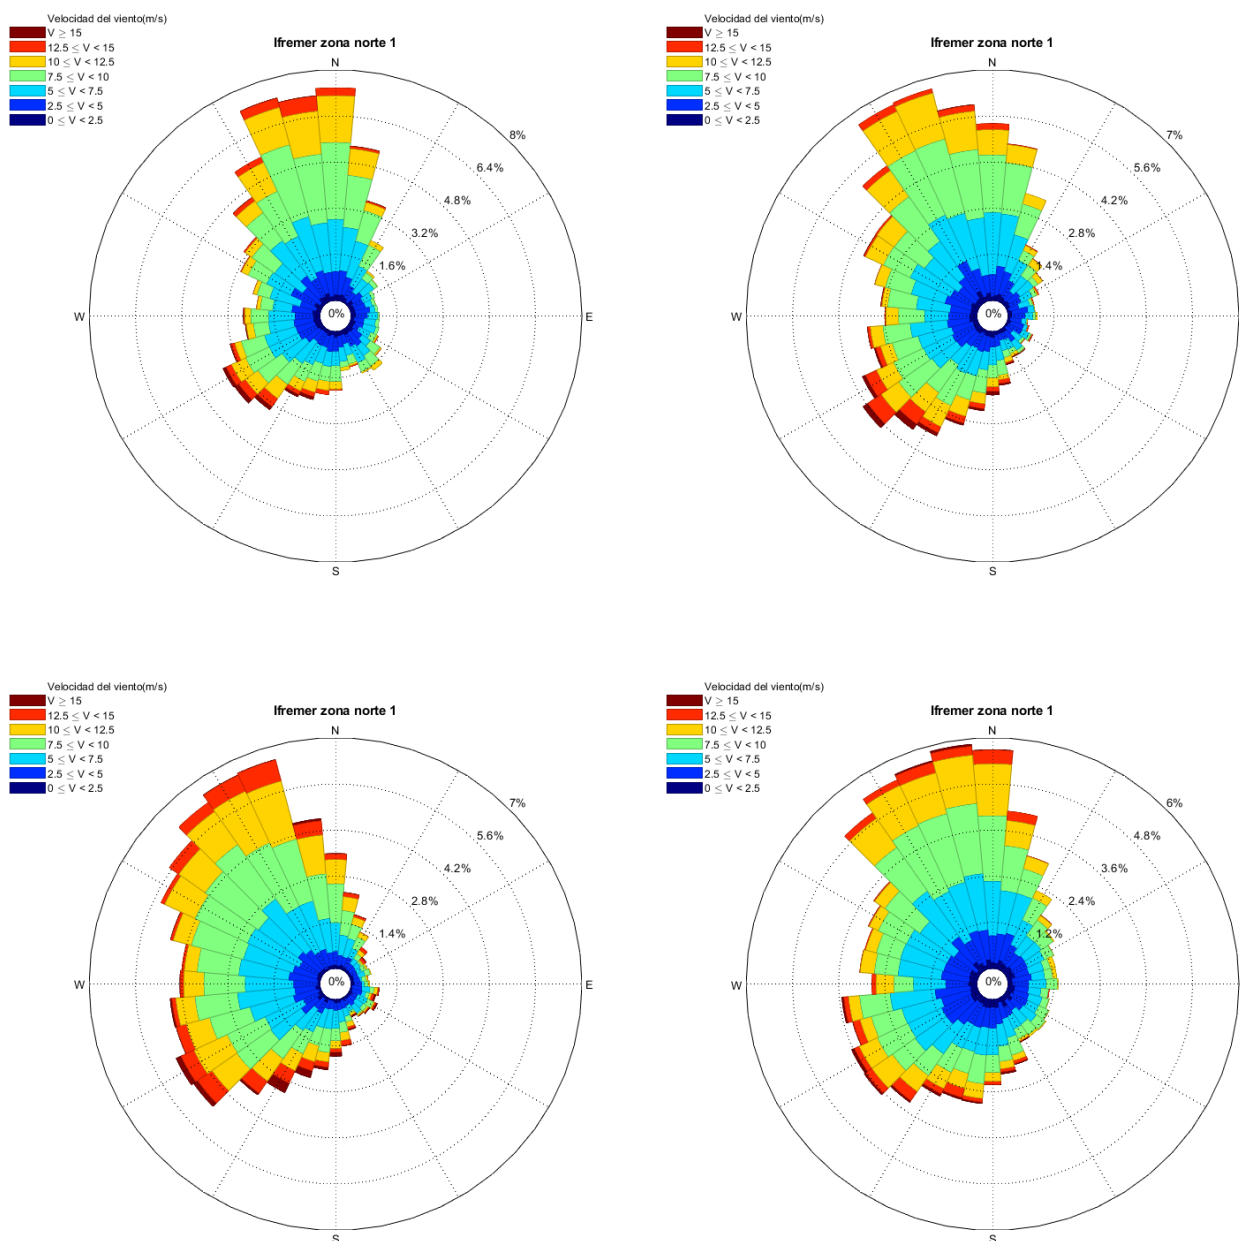 Velocidad del viento(m/s)
V ≥ 15
12.5 ≤ V < 15
10 ≤ V < 12.5
7.5 ≤ V < 10
5 ≤ V < 7.5
2.5 ≤ V < 5
0 ≤ V < 2.5
Ifremer zona norte 1
N
8%
6.4%
4.8%
3.2%
1.6%
0%
W
E
S
Velocidad del viento(m/s)
V ≥ 15
12.5 ≤ V < 15
10 ≤ V < 12.5
7.5 ≤ V < 10
5 ≤ V < 7.5
2.5 ≤ V < 5
0 ≤ V < 2.5
Ifremer zona norte 1
N
7%
5.6%
4.2%
2.8%
1.4%
0%
W
E
S
Velocidad del viento(m/s)
V ≥ 15
12.5 ≤ V < 15
10 ≤ V < 12.5
7.5 ≤ V < 10
5 ≤ V < 7.5
2.5 ≤ V < 5
0 ≤ V < 2.5
Ifremer zona norte 1
N
7%
5.6%
4.2%
2.8%
1.4%
0%
W
E
S
Velocidad del viento(m/s)
V ≥ 15
12.5 ≤ V < 15
10 ≤ V < 12.5
7.5 ≤ V < 10
5 ≤ V < 7.5
2.5 ≤ V < 5
0 ≤ V < 2.5
Ifremer zona norte 1
N
6%
4.8%
3.6%
2.4%
1.2%
0%
W
E
S